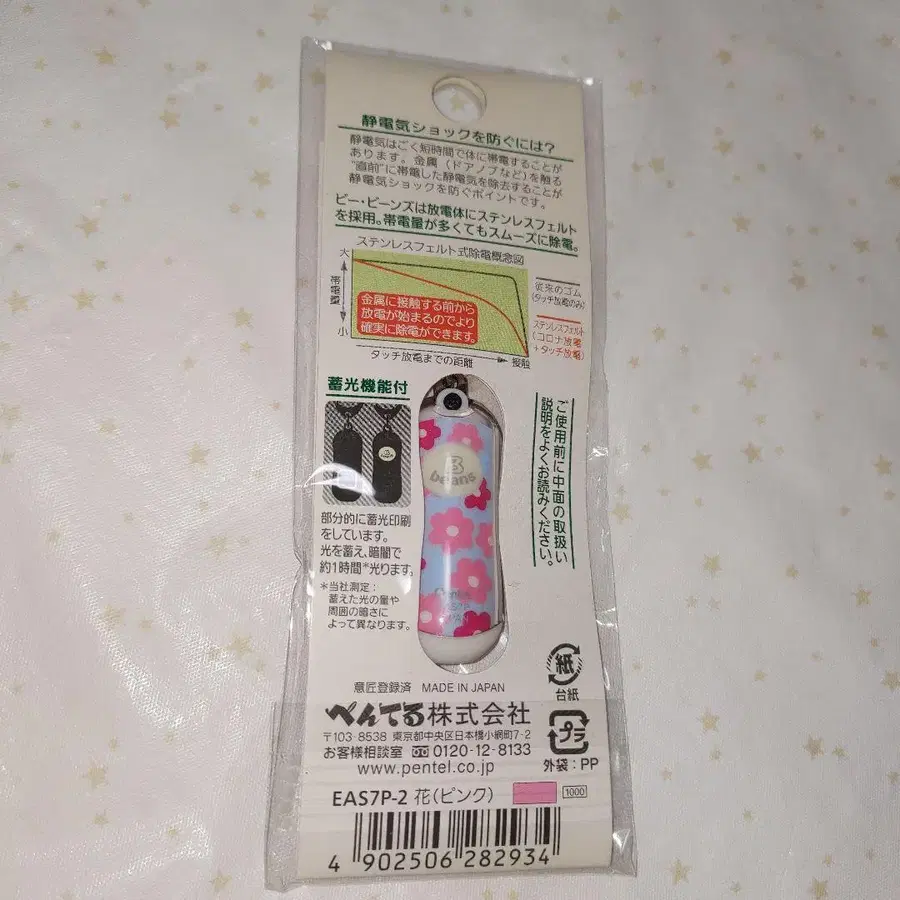 静電気ショックを防ぐには?
静電気はごく短時間で体に帯電することが
あります。金属(ドアノブなど)を触る
"直前"に帯電した静電気を除去することが
静電気ショックを防ぐポイントです。
ビー・ビーンズは放電体にステンレスフェルト
を採用。帯電量が多くてもスムーズに除電。
ステンレスフェルト式除電概念図
大
帯電量
小
金属に接触する前から
放電が始まるのでより
確実に除電ができます。
従来のゴム
(タッチ放電のみ)
ステンレスフェルト
(コロナ放電
+タッチ放電)
タッチ放電までの距離
接触
蓄光機能付
部分的に蓄光印刷
をしています。
光を蓄え、暗闇で
約1時間*光ります。
*当社測定:
蓄えた光の量や
周囲の暗さに
よって異なります。
B
beans
ご使用前に中面の取扱い
説明をよくお読みください。
紙
台紙
プラ
外袋:PP
意匠登録済 MADE IN JAPAN
ぺんてる株式会社
〒103-8538 東京都中央区日本橋小網町7-2
お客様相談室 0120-12-8133
www.pentel.co.jp
EAS7P-2 花(ピンク) 1000
4 902506 282934